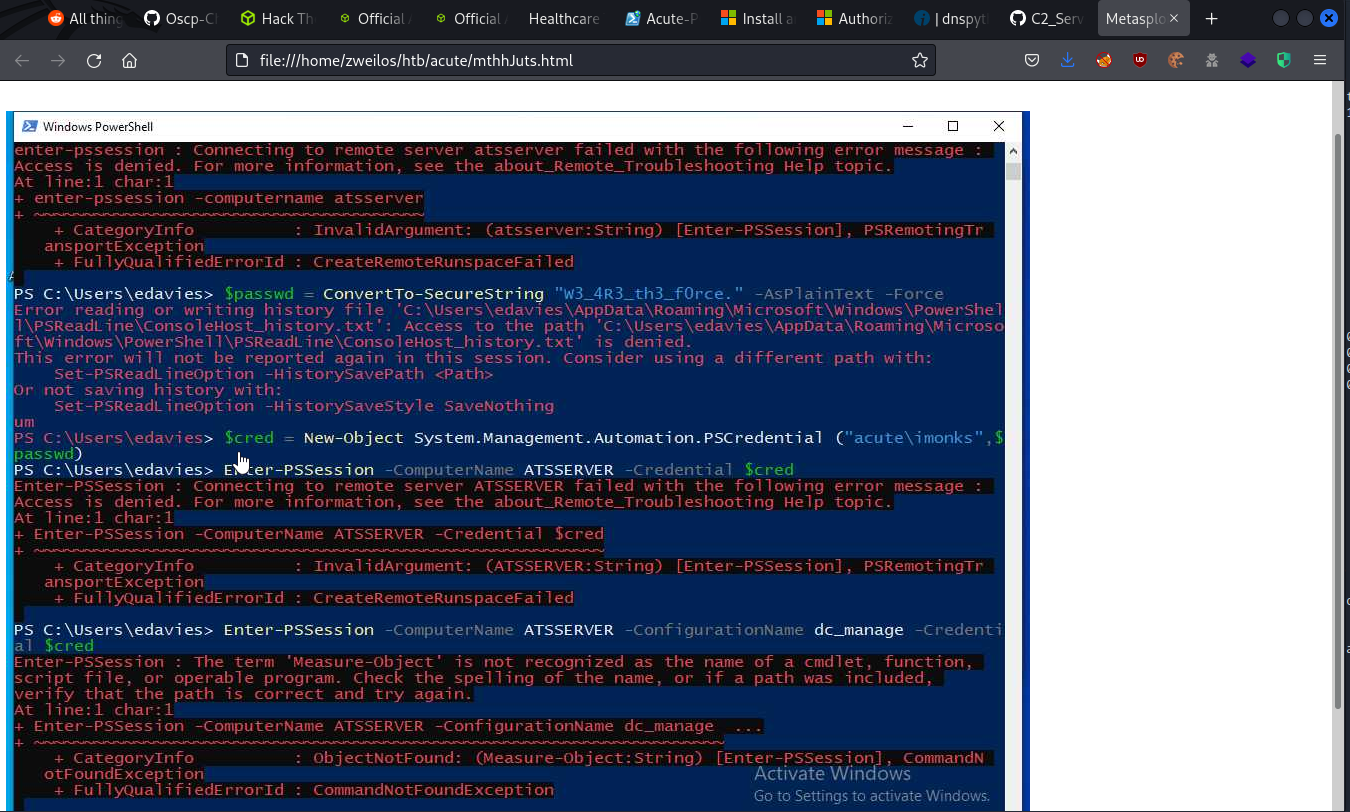 All thing
Oscp-Ch
Hack Th
Official
Official
Healthcare
Acute-P
Install a
Authoriz
| dnspyt
C2_Serv
Metasplo
file:///home/zweilos/htb/acute/mthhJuts.html
Windows PowerShell
enter-pssession : Connecting to remote server atsserver failed with the following error message :
Access is denied. For more information, see the about_Remote_Troubleshooting Help topic.
At line:1 char:1
+ enter-pssession -computername atsserver
+ ~~~~~~~~~~~~~~~~~~~~~~~~~~~~~~~~~~~~~~~
+ CategoryInfo          : InvalidArgument: (atsserver:String) [Enter-PSSession], PSRemotingTr
ansportException
+ FullyQualifiedErrorId : CreateRemoteRunspaceFailed
PS C:\Users\edavies> $passwd = ConvertTo-SecureString "W3_4R3_th3_f0rce." -AsPlainText -Force
Error reading or writing history file 'C:\Users\edavies\AppData\Roaming\Microsoft\Windows\PowerShel
l\PSReadLine\ConsoleHost_history.txt': Access to the path 'C:\Users\edavies\AppData\Roaming\Microso
ft\Windows\PowerShell\PSReadLine\ConsoleHost_history.txt' is denied.
This error will not be reported again in this session. Consider using a different path with:
Set-PSReadLineOption -HistorySavePath <Path>
Or not saving history with:
Set-PSReadLineOption -HistorySaveStyle SaveNothing
um
PS C:\Users\edavies> $cred = New-Object System.Management.Automation.PSCredential ("acute\imonks",$
passwd)
PS C:\Users\edavies> Enter-PSSession -ComputerName ATSSERVER -Credential $cred
Enter-PSSession : Connecting to remote server ATSSERVER failed with the following error message :
Access is denied. For more information, see the about_Remote_Troubleshooting Help topic.
At line:1 char:1
+ Enter-PSSession -ComputerName ATSSERVER -Credential $cred
+ ~~~~~~~~~~~~~~~~~~~~~~~~~~~~~~~~~~~~~~~~~~~~~~~~~~~~~~~~~
+ CategoryInfo          : InvalidArgument: (ATSSERVER:String) [Enter-PSSession], PSRemotingTr
ansportException
+ FullyQualifiedErrorId : CreateRemoteRunspaceFailed
PS C:\Users\edavies> Enter-PSSession -ComputerName ATSSERVER -ConfigurationName dc_manage -Credenti
al $cred
Enter-PSSession : The term 'Measure-Object' is not recognized as the name of a cmdlet, function,
script file, or operable program. Check the spelling of the name, or if a path was included,
verify that the path is correct and try again.
At line:1 char:1
+ Enter-PSSession -ComputerName ATSSERVER -ConfigurationName dc_manage  ...
+ ~~~~~~~~~~~~~~~~~~~~~~~~~~~~~~~~~~~~~~~~~~~~~~~~~~~~~~~~~~~~~~~~~~~~~
+ CategoryInfo          : ObjectNotFound: (Measure-Object:String) [Enter-PSSession], CommandN
otFoundException
+ FullyQualifiedErrorId : CommandNotFoundException
Activate Windows
Go to Settings to activate Windows.